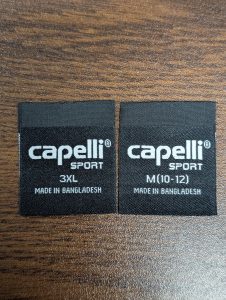 capelli®
SPORT
3XL
MADE IN BANGLADESH
capelli®
SPORT
M(10-12)
MADE IN BANGLADESH